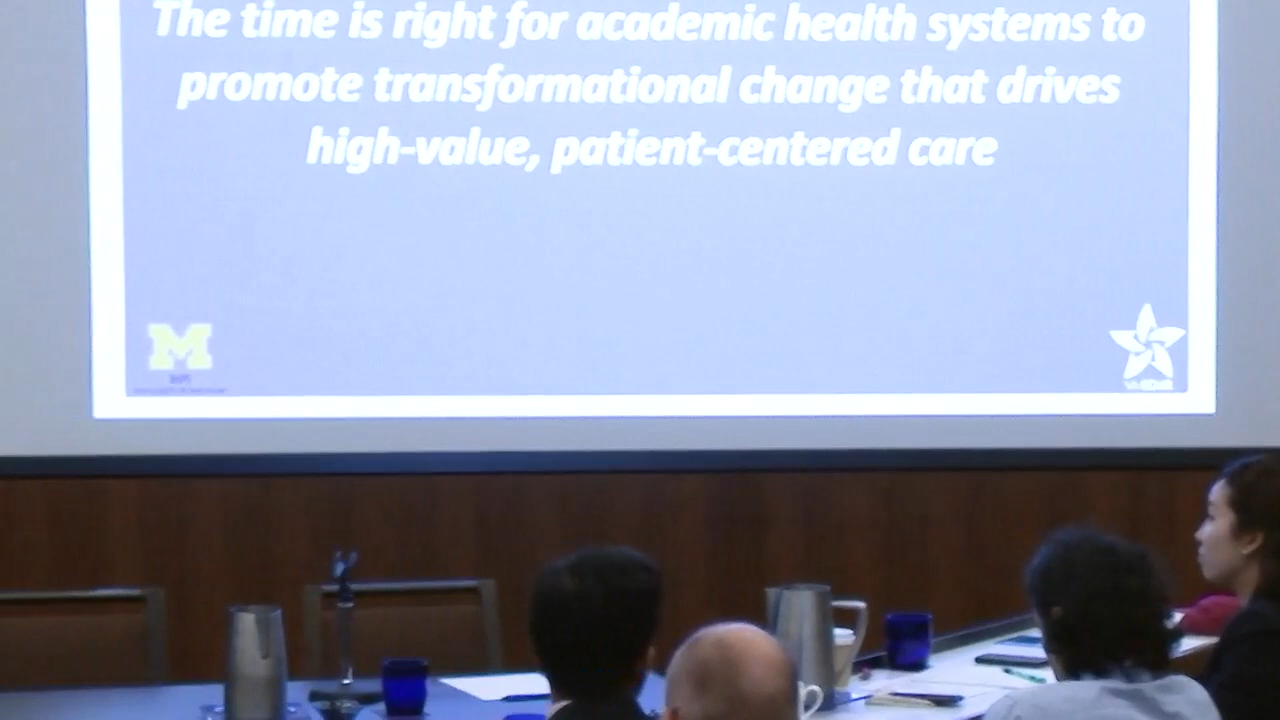 The time is right for academic health systems to
promote transformational change that drives
high-value, patient-centered care
M